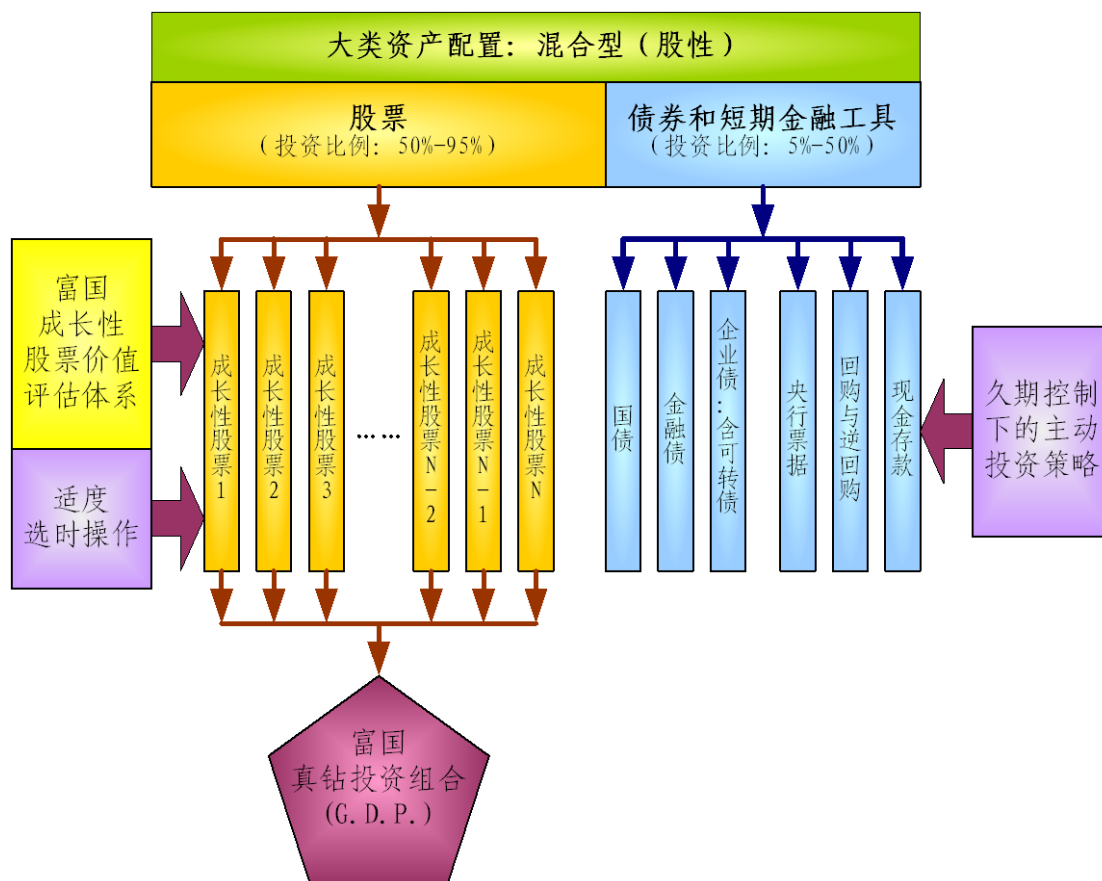 大类资产配置：混合型（股性）
股票
（投资比例：50%-95%）
债券和短期金融工具
（投资比例：5%-50%）
富国
成长性
股票价值
评估体系
适度
选时操作
成长性股票1
成长性股票2
成长性股票3
……
成长性股票N-2
成长性股票N-1
成长性股票N
国债
金融债
企业债：含可转债
央行票据
回购与逆回购
现金存款
久期控制
下的主动
投资策略
富国
真钻投资组合
(G.D.P.)